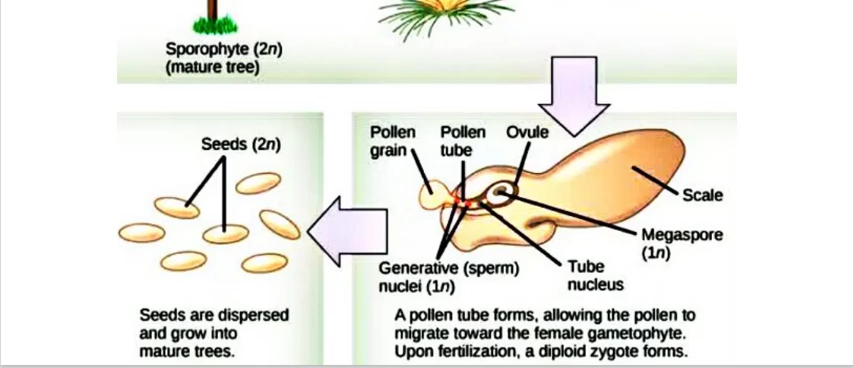 Sporophyte (2n)
(mature tree)
Seeds (2n)
Pollen
grain
Pollen
tube
Ovule
Scale
Megaspore
(1n)
Generative (sperm)
nuclei (1n)
Tube
nucleus
Seeds are dispersed
and grow into
mature trees.
A pollen tube forms, allowing the pollen to
migrate toward the female gametophyte.
Upon fertilization, a diploid zygote forms.